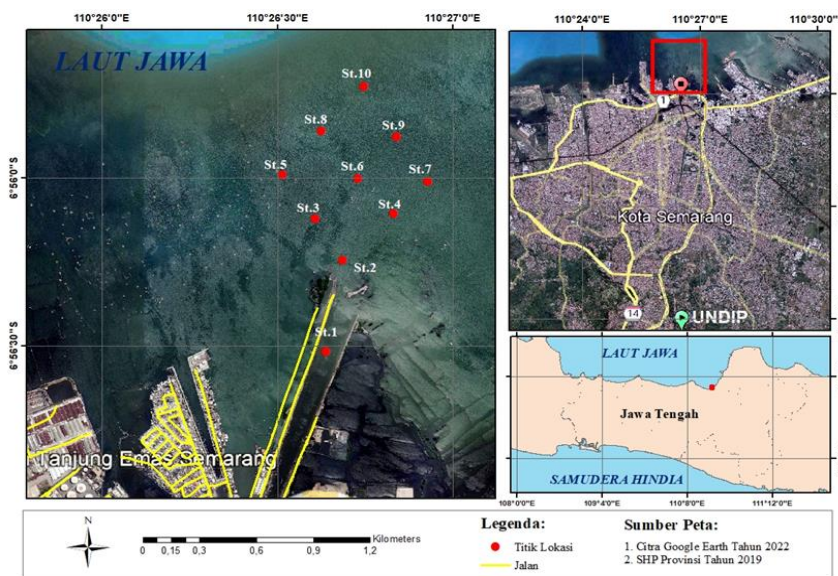 110°26'0"E 110°26'30"E 110°27'0"E
110°24'0"E 110°27'0"E 110°30'0"E
LAUT JAWA
St.10
St.8
St.9
St.5
St.6
St.7
6°56'0"S
St.3
St.4
St.2
6°56'30"S
St.1
Tanjung Emas Semarang
1
Kota Semarang
14
UNDIP
LAUT JAWA
Jawa Tengah
SAMUDERA HINDIA
108°0'0"E 109°4'0"E 110°8'0"E 111°12'0"E
N
0 0,15 0,3 0,6 0,9 1,2
Kilometers
Legenda:
Titik Lokasi
Jalan
Sumber Peta:
1. Citra Google Earth Tahun 2022
2. SHP Provinsi Tahun 2019